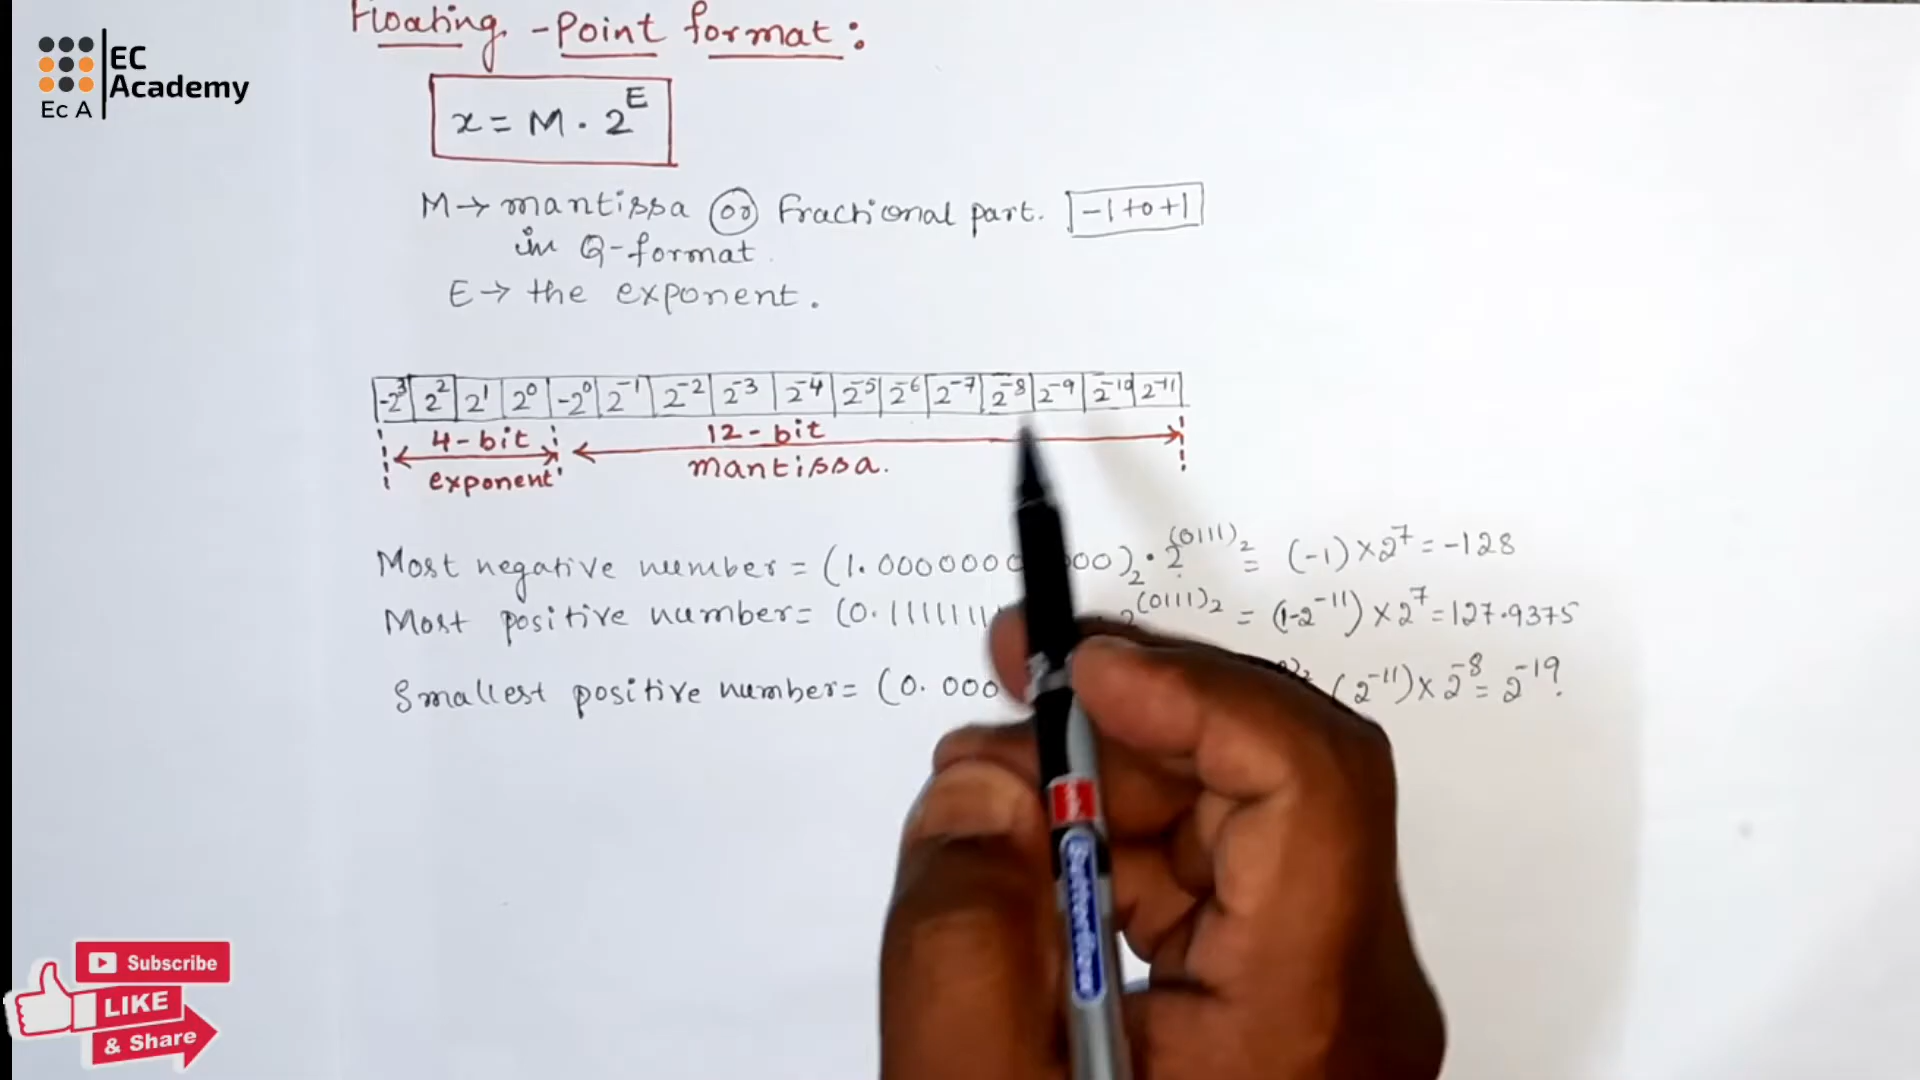 EC
Academy
Ec A
Floating - Point format:
x = M · 2^E
M → mantissa or Fractional part. -1 to +1
in Q-format.
E → the exponent.
-2^3 2^2 2^1 2^0 -2^0 2^-1 2^-2 2^-3 2^-4 2^-5 2^-6 2^-7 2^-8 2^-9 2^-10 2^-11
4-bit 12-bit
exponent mantissa.
Most negative number = (1.0000000 00)2 · 2^(0111)2 = (-1) × 2^7 = -128
Most positive number = (0.1111111 2^(0111)2 = (1-2^-11) × 2^7 = 127.9375
Smallest positive number = (0.000 (2^-11) × 2^-8 = 2^-19.
Subscribe
LIKE
& Share